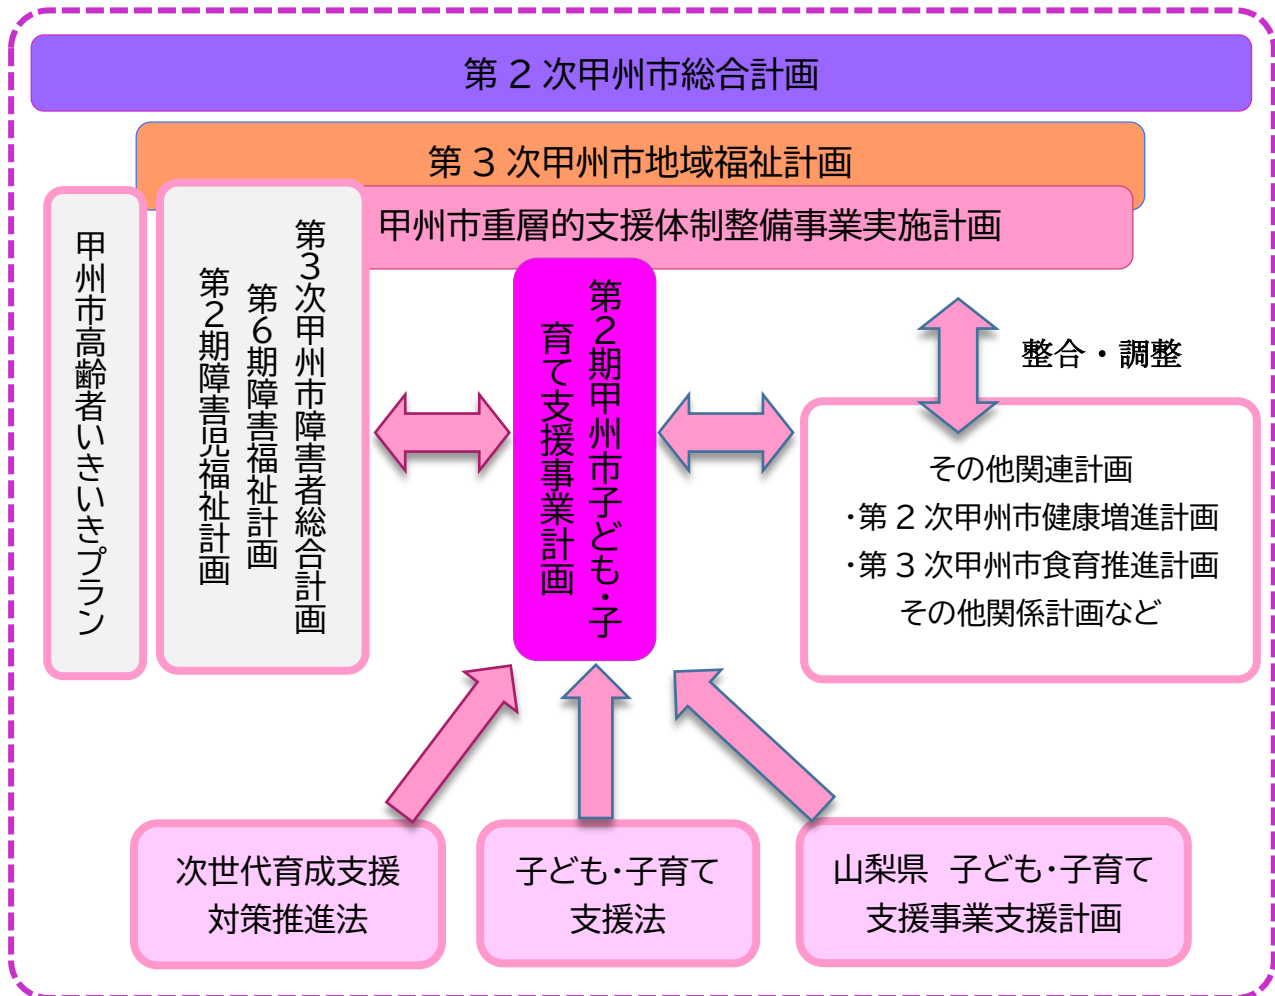 第２次甲州市総合計画
第３次甲州市地域福祉計画
甲州市重層的支援体制整備事業実施計画
甲州市高齢者いきいきプラン
第３次甲州市障害者総合計画
第６期障害福祉計画
第２期障害児福祉計画
第２期甲州市子ども・子
育て支援事業計画
整合・調整
その他関連計画
・第２次甲州市健康増進計画
・第３次甲州市食育推進計画
その他関係計画など
次世代育成支援
対策推進法
子ども・子育て
支援法
山梨県　子ども・子育て
支援事業支援計画